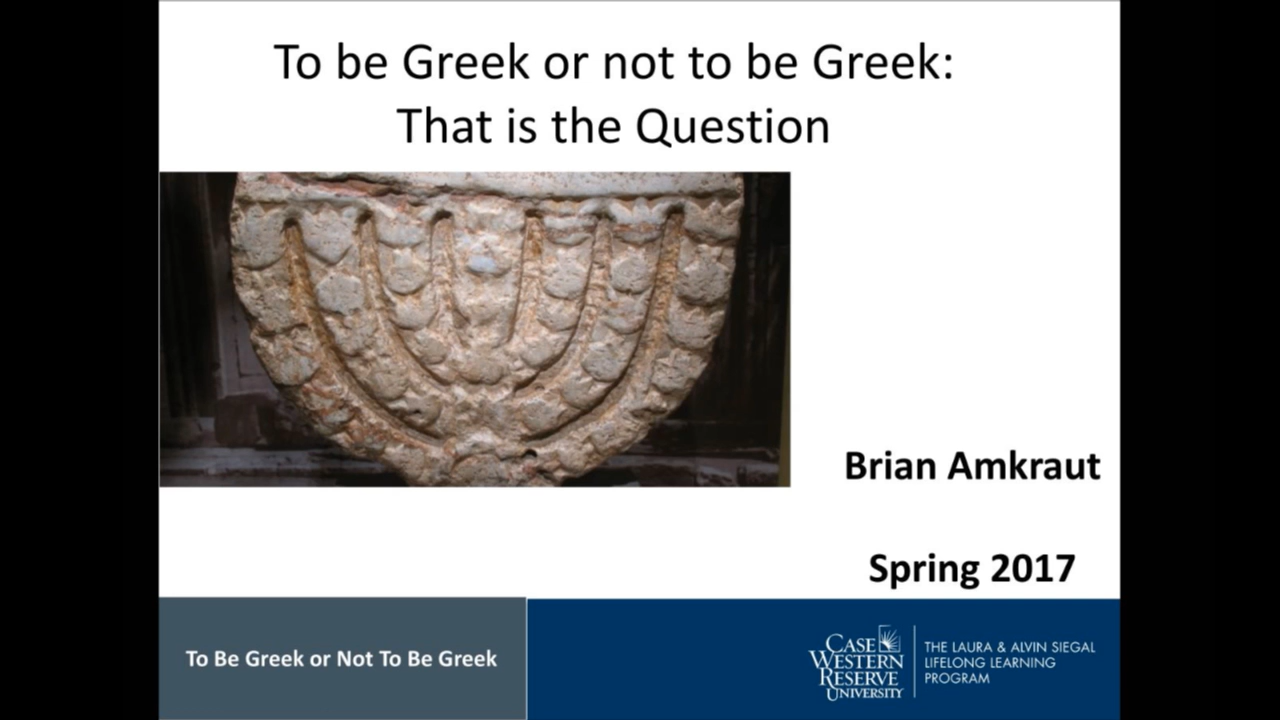 To be Greek or not to be Greek:
That is the Question
Brian Amkraut
Spring 2017
To Be Greek or Not To Be Greek
CASE
WESTERN
RESERVE
UNIVERSITY
THE LAURA & ALVIN SIEGAL
LIFELONG LEARNING
PROGRAM